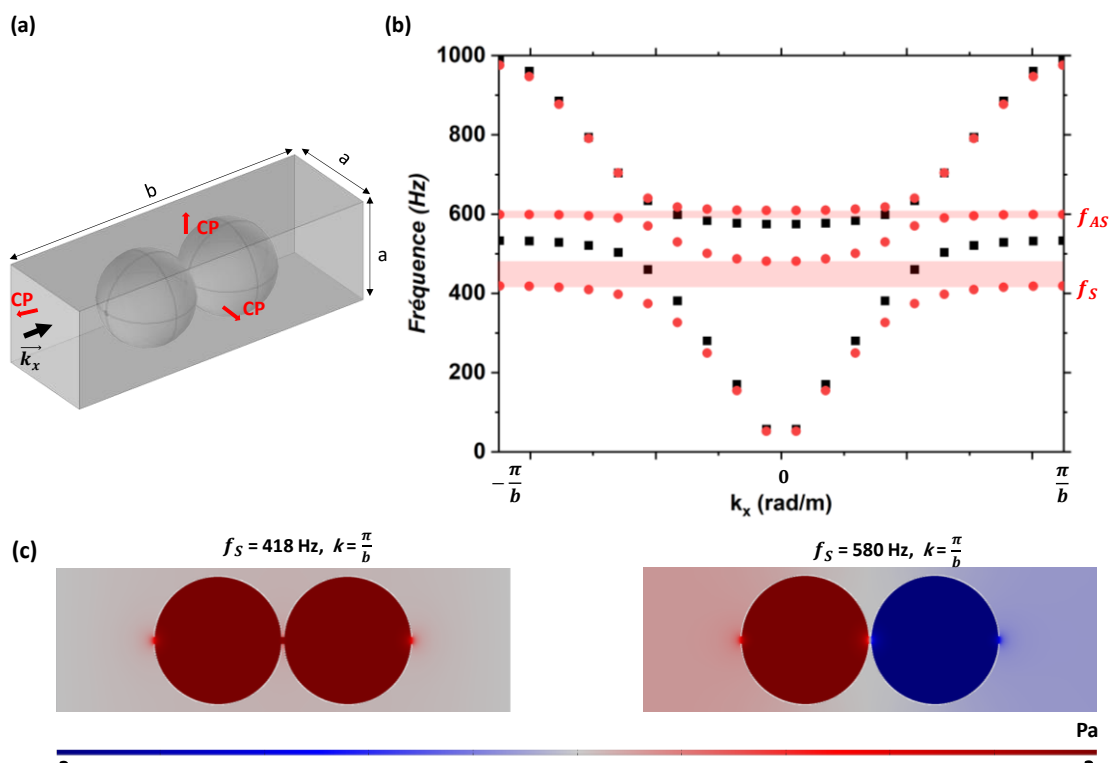 (a)
b
a
a
CP
CP
CP
k_x
(b)
Fréquence (Hz)
1000
800
600
400
200
0
f_AS
f_S
-π/b
0
π/b
k_x (rad/m)
(c)
f_S = 418 Hz, k = π/b
f_S = 580 Hz, k = π/b
Pa